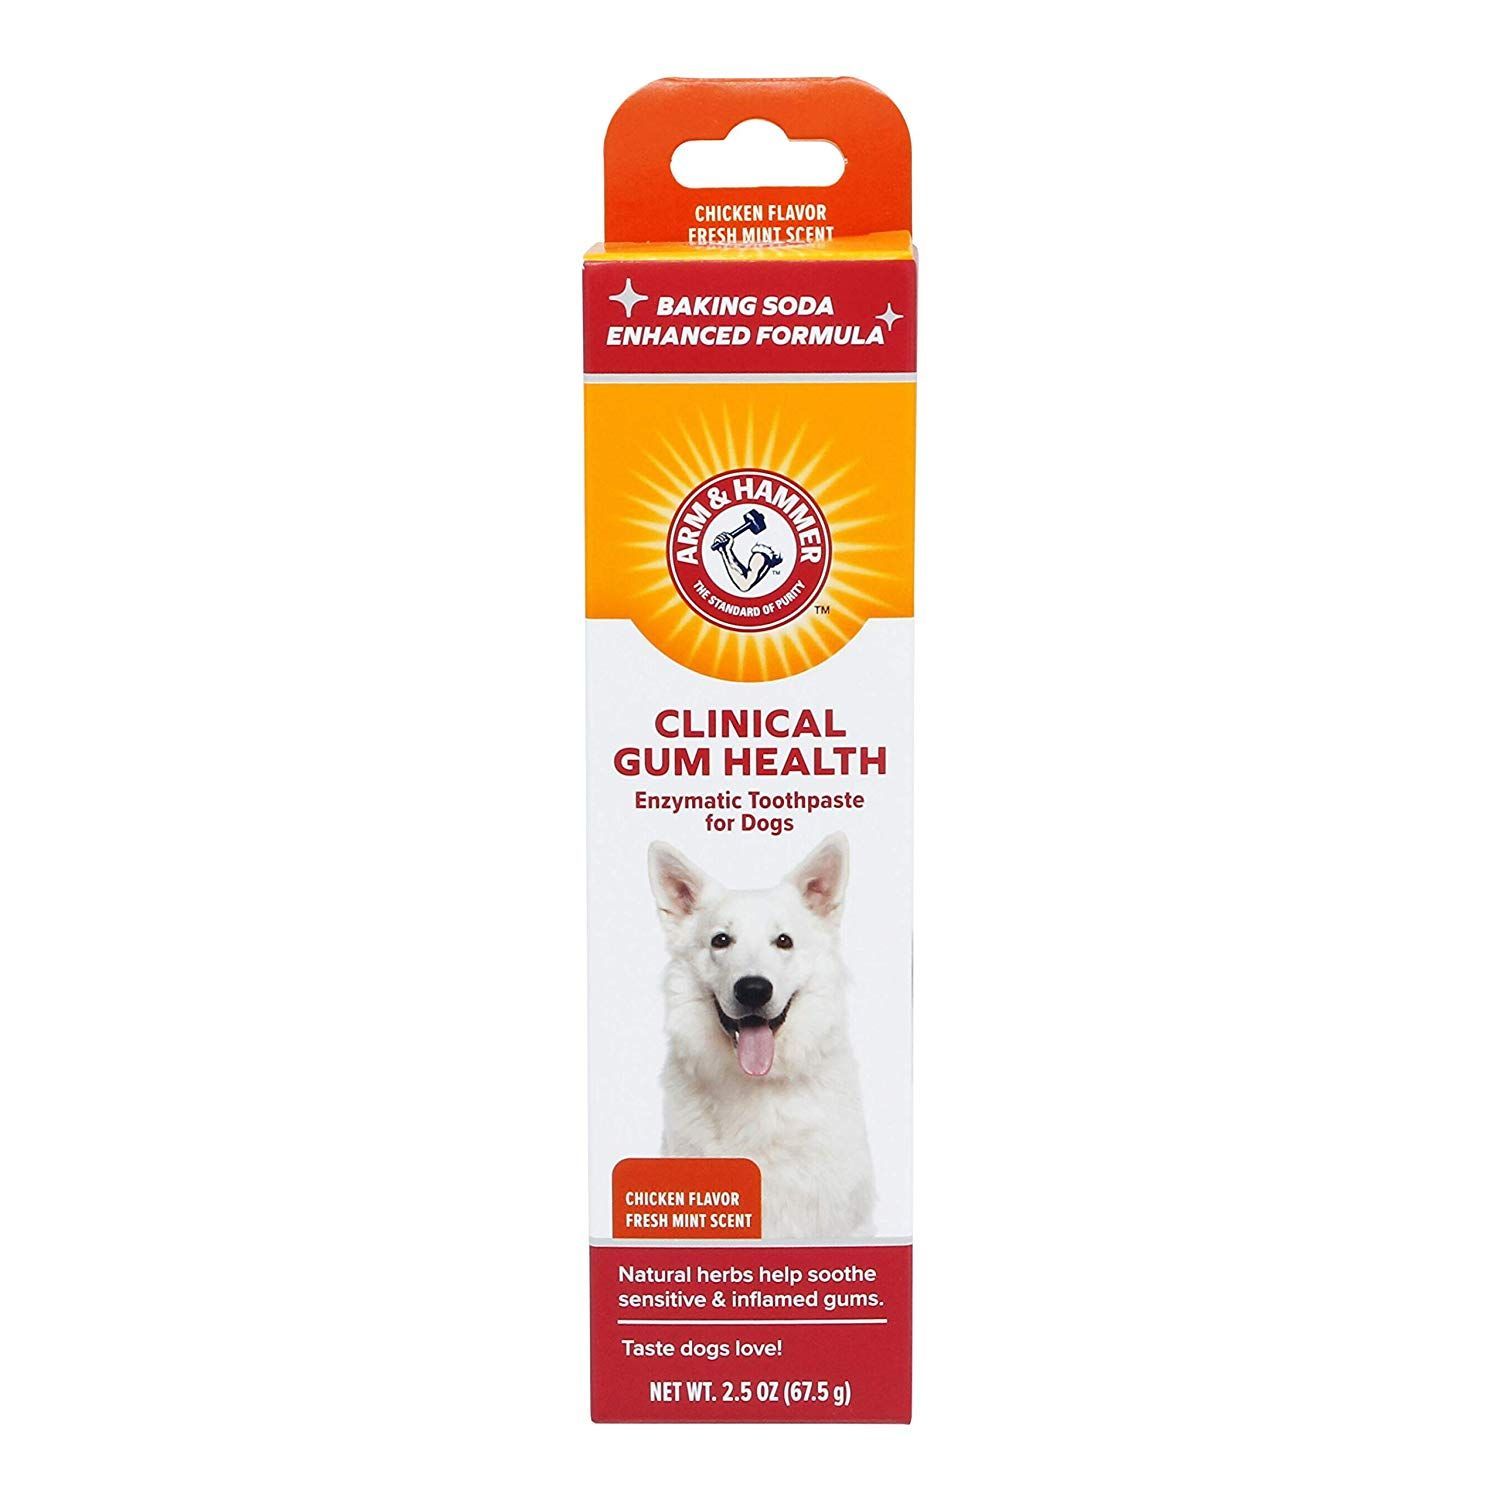 CHICKEN FLAVOR
FRESH MINT SCENT
BAKING SODA
ENHANCED FORMULA
ARM & HAMMER
THE STANDARD OF PURITY
TM
TM
CLINICAL
GUM HEALTH
Enzymatic Toothpaste
for Dogs
CHICKEN FLAVOR
FRESH MINT SCENT
Natural herbs help soothe
sensitive & inflamed gums.
Taste dogs love!
NET WT. 2.5 OZ (67.5 g)